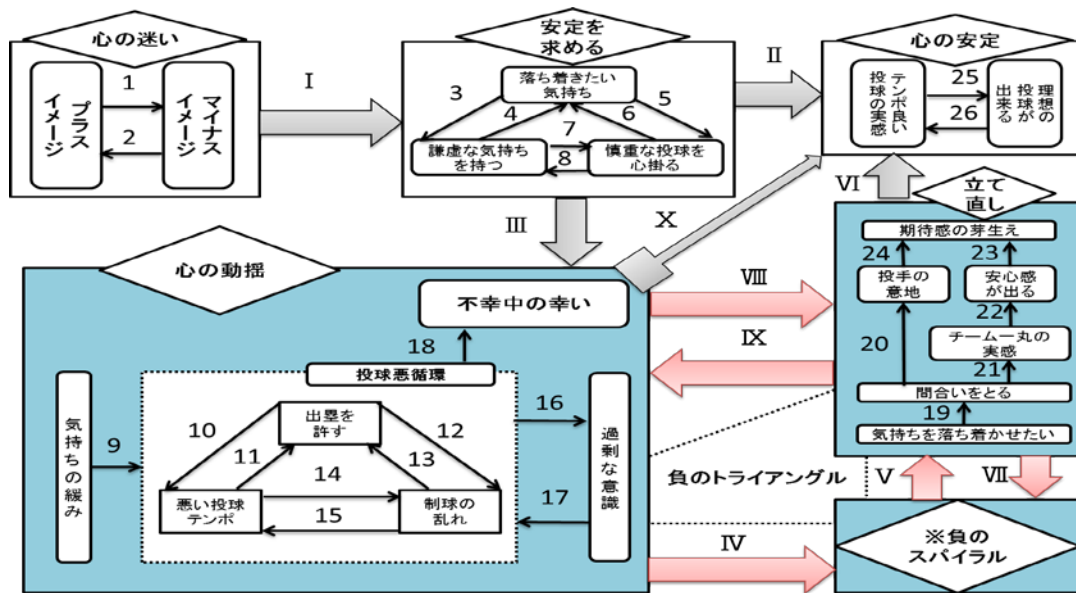 心の迷い
プラス
イメージ
1
2
マイナス
イメージ
Ⅰ
安定を
求める
落ち着きたい
気持ち
3
4
5
6
7
8
謙虚な気持ち
を持つ
慎重な投球を
心掛る
Ⅱ
心の安定
テンポ良い
投球の実感
25
26
理想の
投球が
出来る
Ⅲ
Ⅹ
Ⅵ
立て
直し
期待感の芽生え
24
23
投手の
意地
安心感
が出る
22
チーム一丸の
実感
20
21
間合いをとる
19
気持ちを落ち着かせたい
心の動揺
不幸中の幸い
18
投球悪循環
気持ちの緩み
9
出塁を
許す
10
11
12
13
14
15
悪い投球
テンポ
制球の
乱れ
16
17
過剰な意識
Ⅷ
Ⅸ
負のトライアングル
Ⅴ
Ⅶ
Ⅳ
※負の
スパイラル